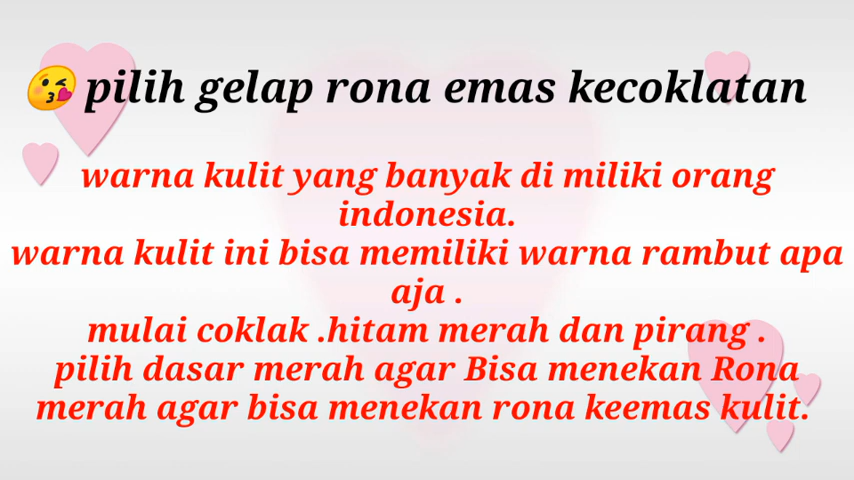 😘 pilih gelap rona emas kecoklatan
warna kulit yang banyak di miliki orang
indonesia.
warna kulit ini bisa memiliki warna rambut apa
aja .
mulai coklak .hitam merah dan pirang .
pilih dasar merah agar Bisa menekan Rona
merah agar bisa menekan rona keemas kulit.